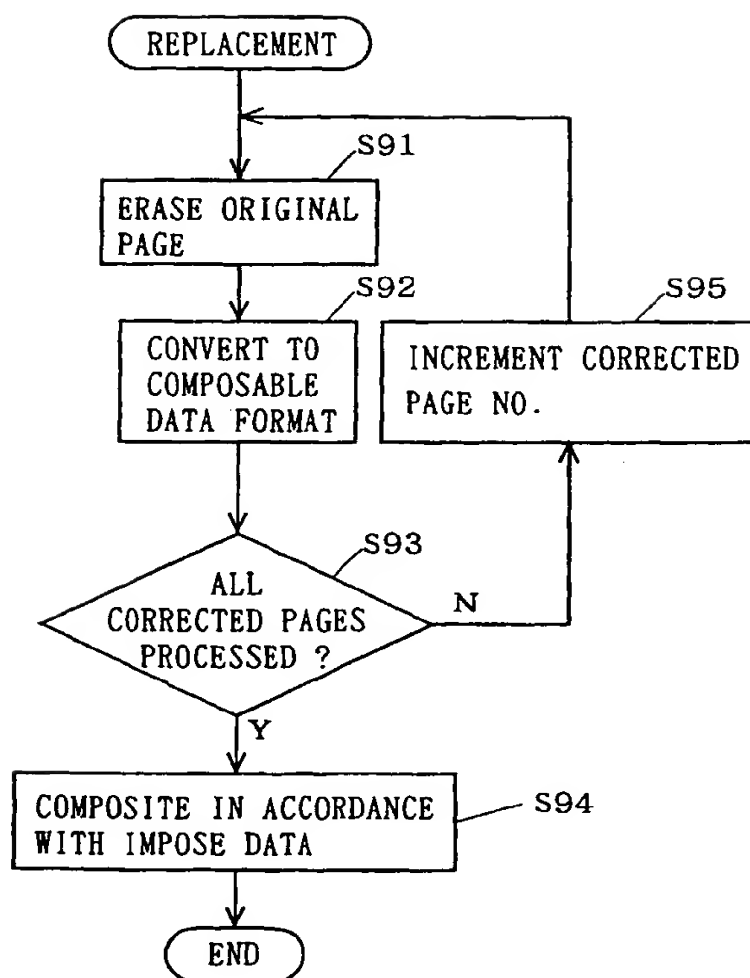 REPLACEMENT
S91
ERASE ORIGINAL
PAGE
S92
CONVERT TO
COMPOSABLE
DATA FORMAT
S95
INCREMENT CORRECTED
PAGE NO.
S93
ALL
CORRECTED PAGES
PROCESSED ?
N
Y
COMPOSITE IN ACCORDANCE
WITH IMPOSE DATA
S94
END